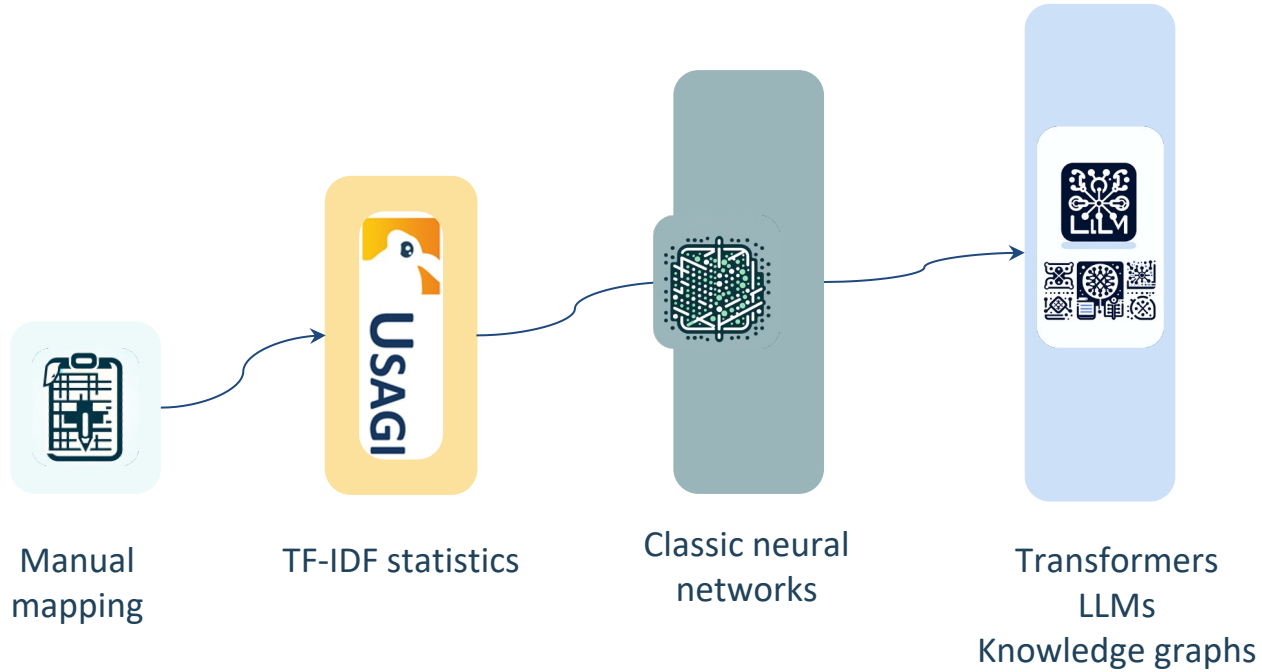 USAGI
LLM
Manual
mapping
TF-IDF statistics
Classic neural
networks
Transformers
LLMs
Knowledge graphs